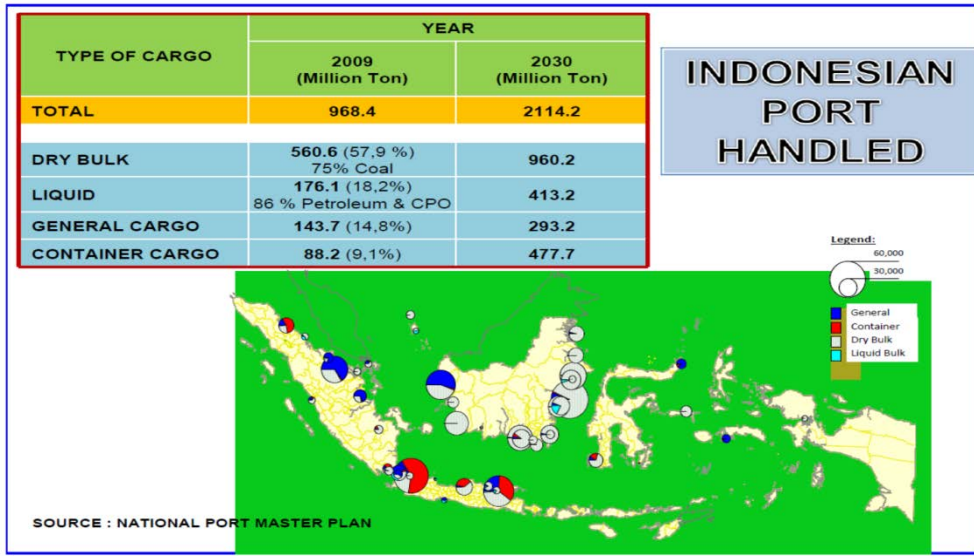 TYPE OF CARGO
YEAR
2009
(Million Ton)
2030
(Million Ton)
TOTAL
968.4
2114.2
DRY BULK
560.6 (57,9 %)
75% Coal
960.2
LIQUID
176.1 (18,2%)
86 % Petroleum & CPO
413.2
GENERAL CARGO
143.7 (14,8%)
293.2
CONTAINER CARGO
88.2 (9,1%)
477.7
INDONESIAN
PORT
HANDLED
Legend:
60,000
30,000
General
Container
Dry Bulk
Liquid Bulk
SOURCE : NATIONAL PORT MASTER PLAN